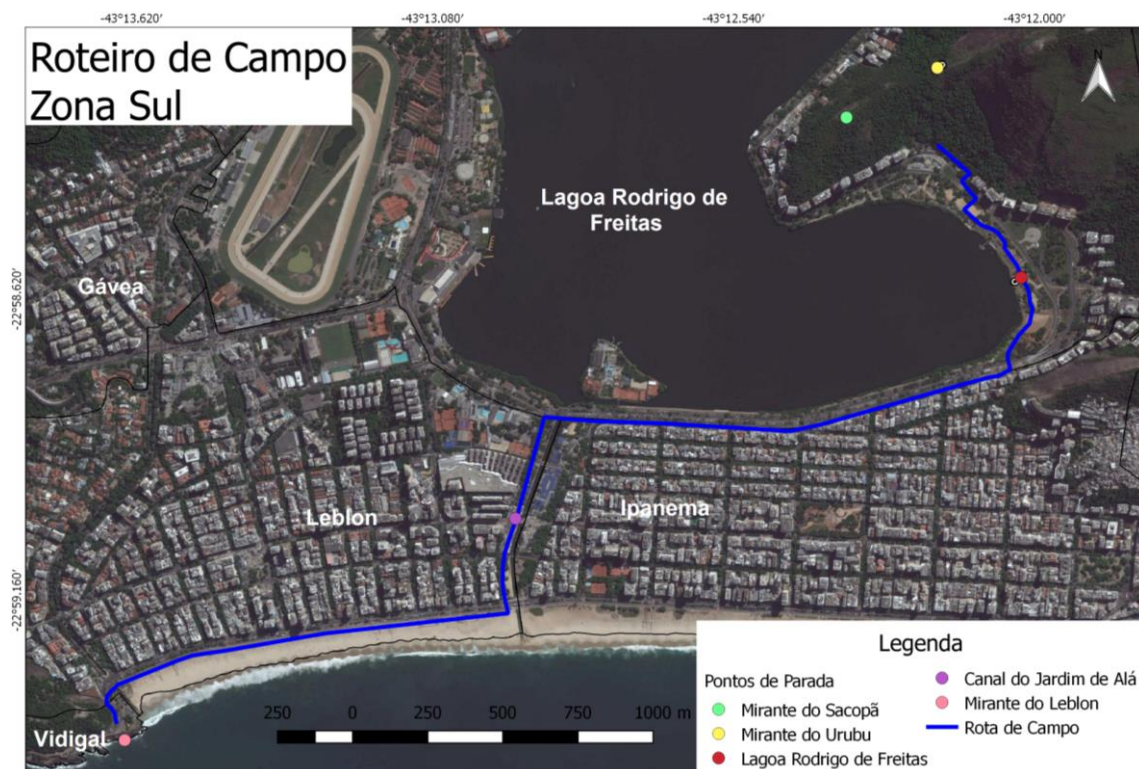 -43°13.620'
-43°13.080'
-43°12.540'
-43°12.000'
Roteiro de Campo
Zona Sul
N
Lagoa Rodrigo de
Freitas
Gávea
-22°58.620'
Leblon
Ipanema
-22°59.160'
Vidigal
250 0 250 500 750 1000 m
Legenda
Pontos de Parada
Mirante do Sacopã
Mirante do Urubu
Lagoa Rodrigo de Freitas
Canal do Jardim de Alá
Mirante do Leblon
Rota de Campo